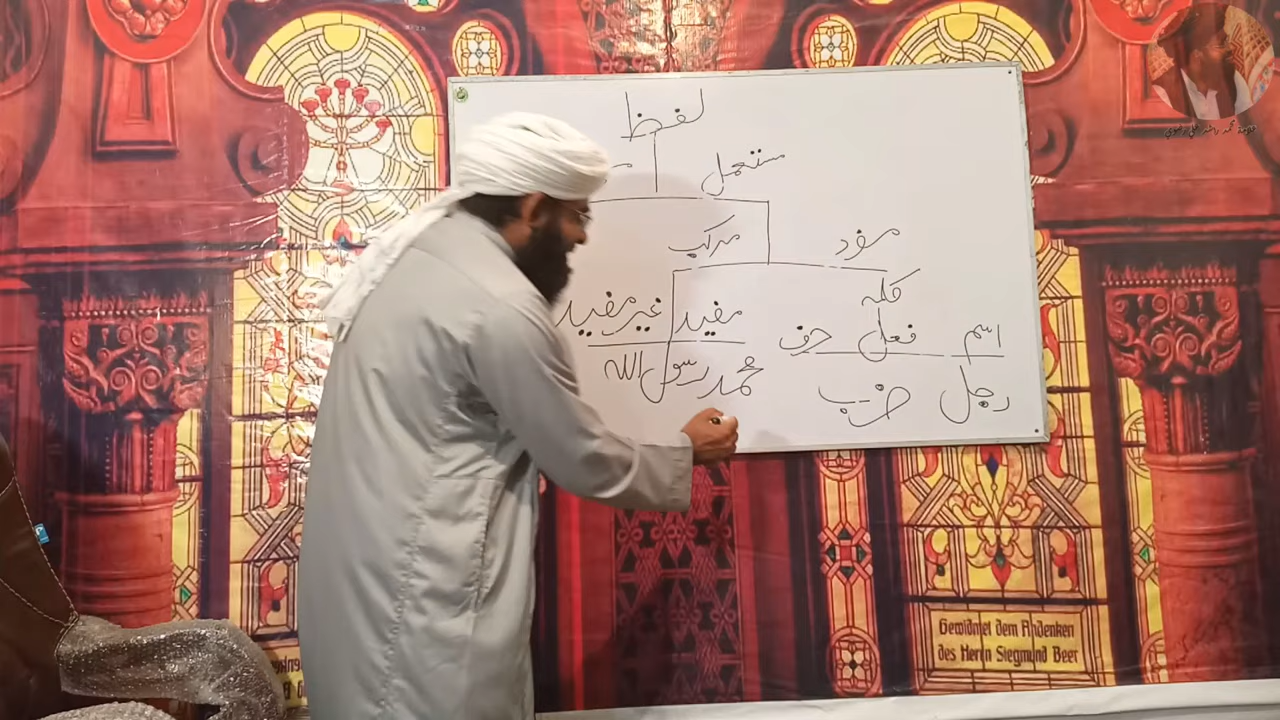 لفظ
مستعمل
مفرد مرکب
کلمہ
اسم فعل حرف
مفید غیر مفید
رجل ضرب
محمد رسول اللہ
Gewidmet dem Andenken
des Herrn Siegmund Beer